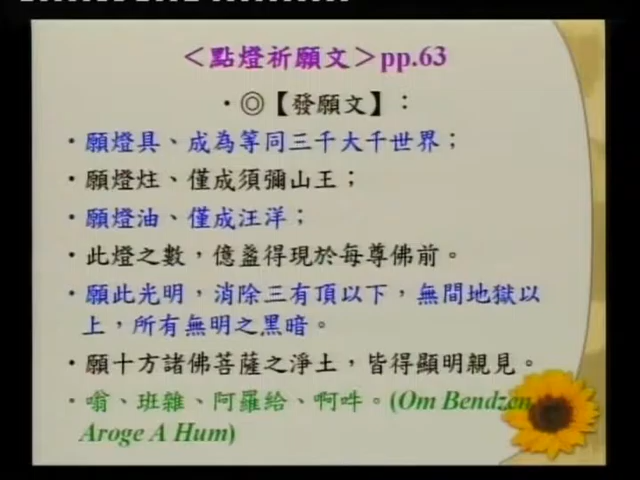 ＜點燈祈願文＞pp.63
•◎【發願文】：
•願燈具、成為等同三千大千世界；
•願燈炷、僅成須彌山王；
•願燈油、僅成汪洋；
•此燈之數，億盞得現於每尊佛前。
•願此光明，消除三有頂以下，無間地獄以
上，所有無明之黑暗。
•願十方諸佛菩薩之淨土，皆得顯明親見。
•嗡、班雜、阿羅給、啊吽。(Om Bendzen
Aroge A Hum)